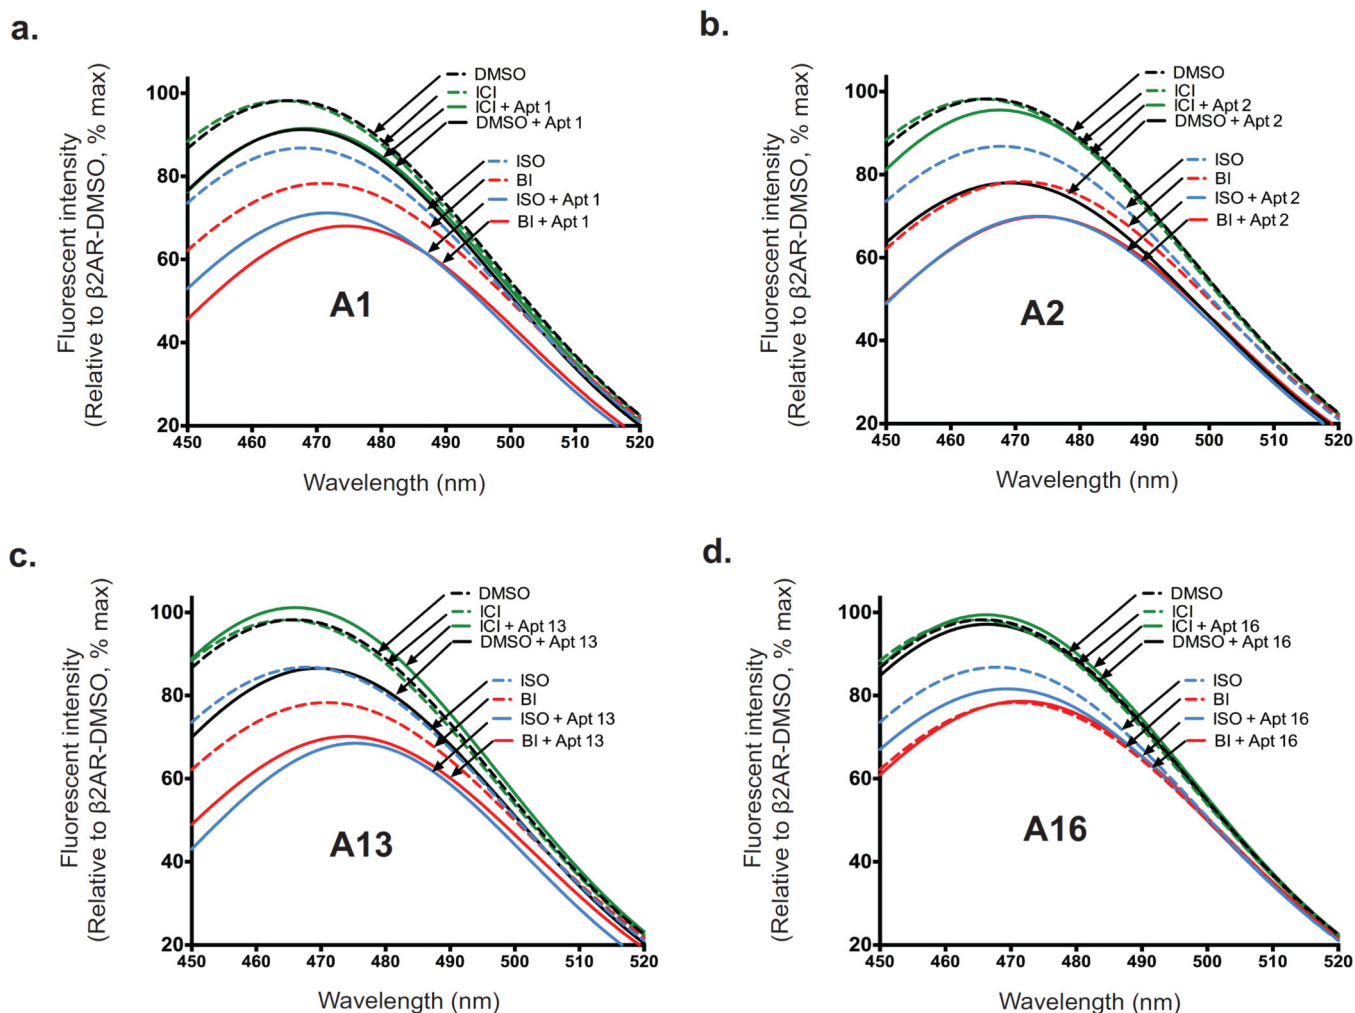 a.
Fluorescent intensity
(Relative to β2AR-DMSO, % max)
100
80
60
40
20
450 460 470 480 490 500 510 520
Wavelength (nm)
DMSO
ICI
ICI + Apt 1
DMSO + Apt 1
ISO
BI
ISO + Apt 1
BI + Apt 1
A1
b.
Fluorescent intensity
(Relative to β2AR-DMSO, % max)
100
80
60
40
20
450 460 470 480 490 500 510 520
Wavelength (nm)
DMSO
ICI
ICI + Apt 2
DMSO + Apt 2
ISO
BI
ISO + Apt 2
BI + Apt 2
A2
c.
Fluorescent intensity
(Relative to β2AR-DMSO, % max)
100
80
60
40
20
450 460 470 480 490 500 510 520
Wavelength (nm)
DMSO
ICI
ICI + Apt 13
DMSO + Apt 13
ISO
BI
ISO + Apt 13
BI + Apt 13
A13
d.
Fluorescent intensity
(Relative to β2AR-DMSO, % max)
100
80
60
40
20
450 460 470 480 490 500 510 520
Wavelength (nm)
DMSO
ICI
ICI + Apt 16
DMSO + Apt 16
ISO
BI
ISO + Apt 16
BI + Apt 16
A16